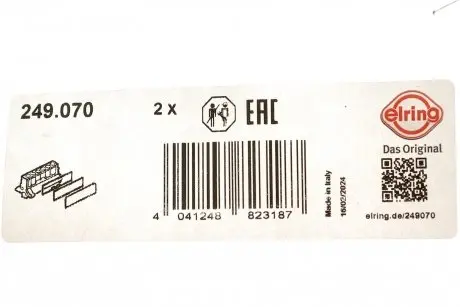 249.070
2 x
EAC
elring
Das Original
4 041248 823187
Made in Italy
16/02/2024
elring.de/249070